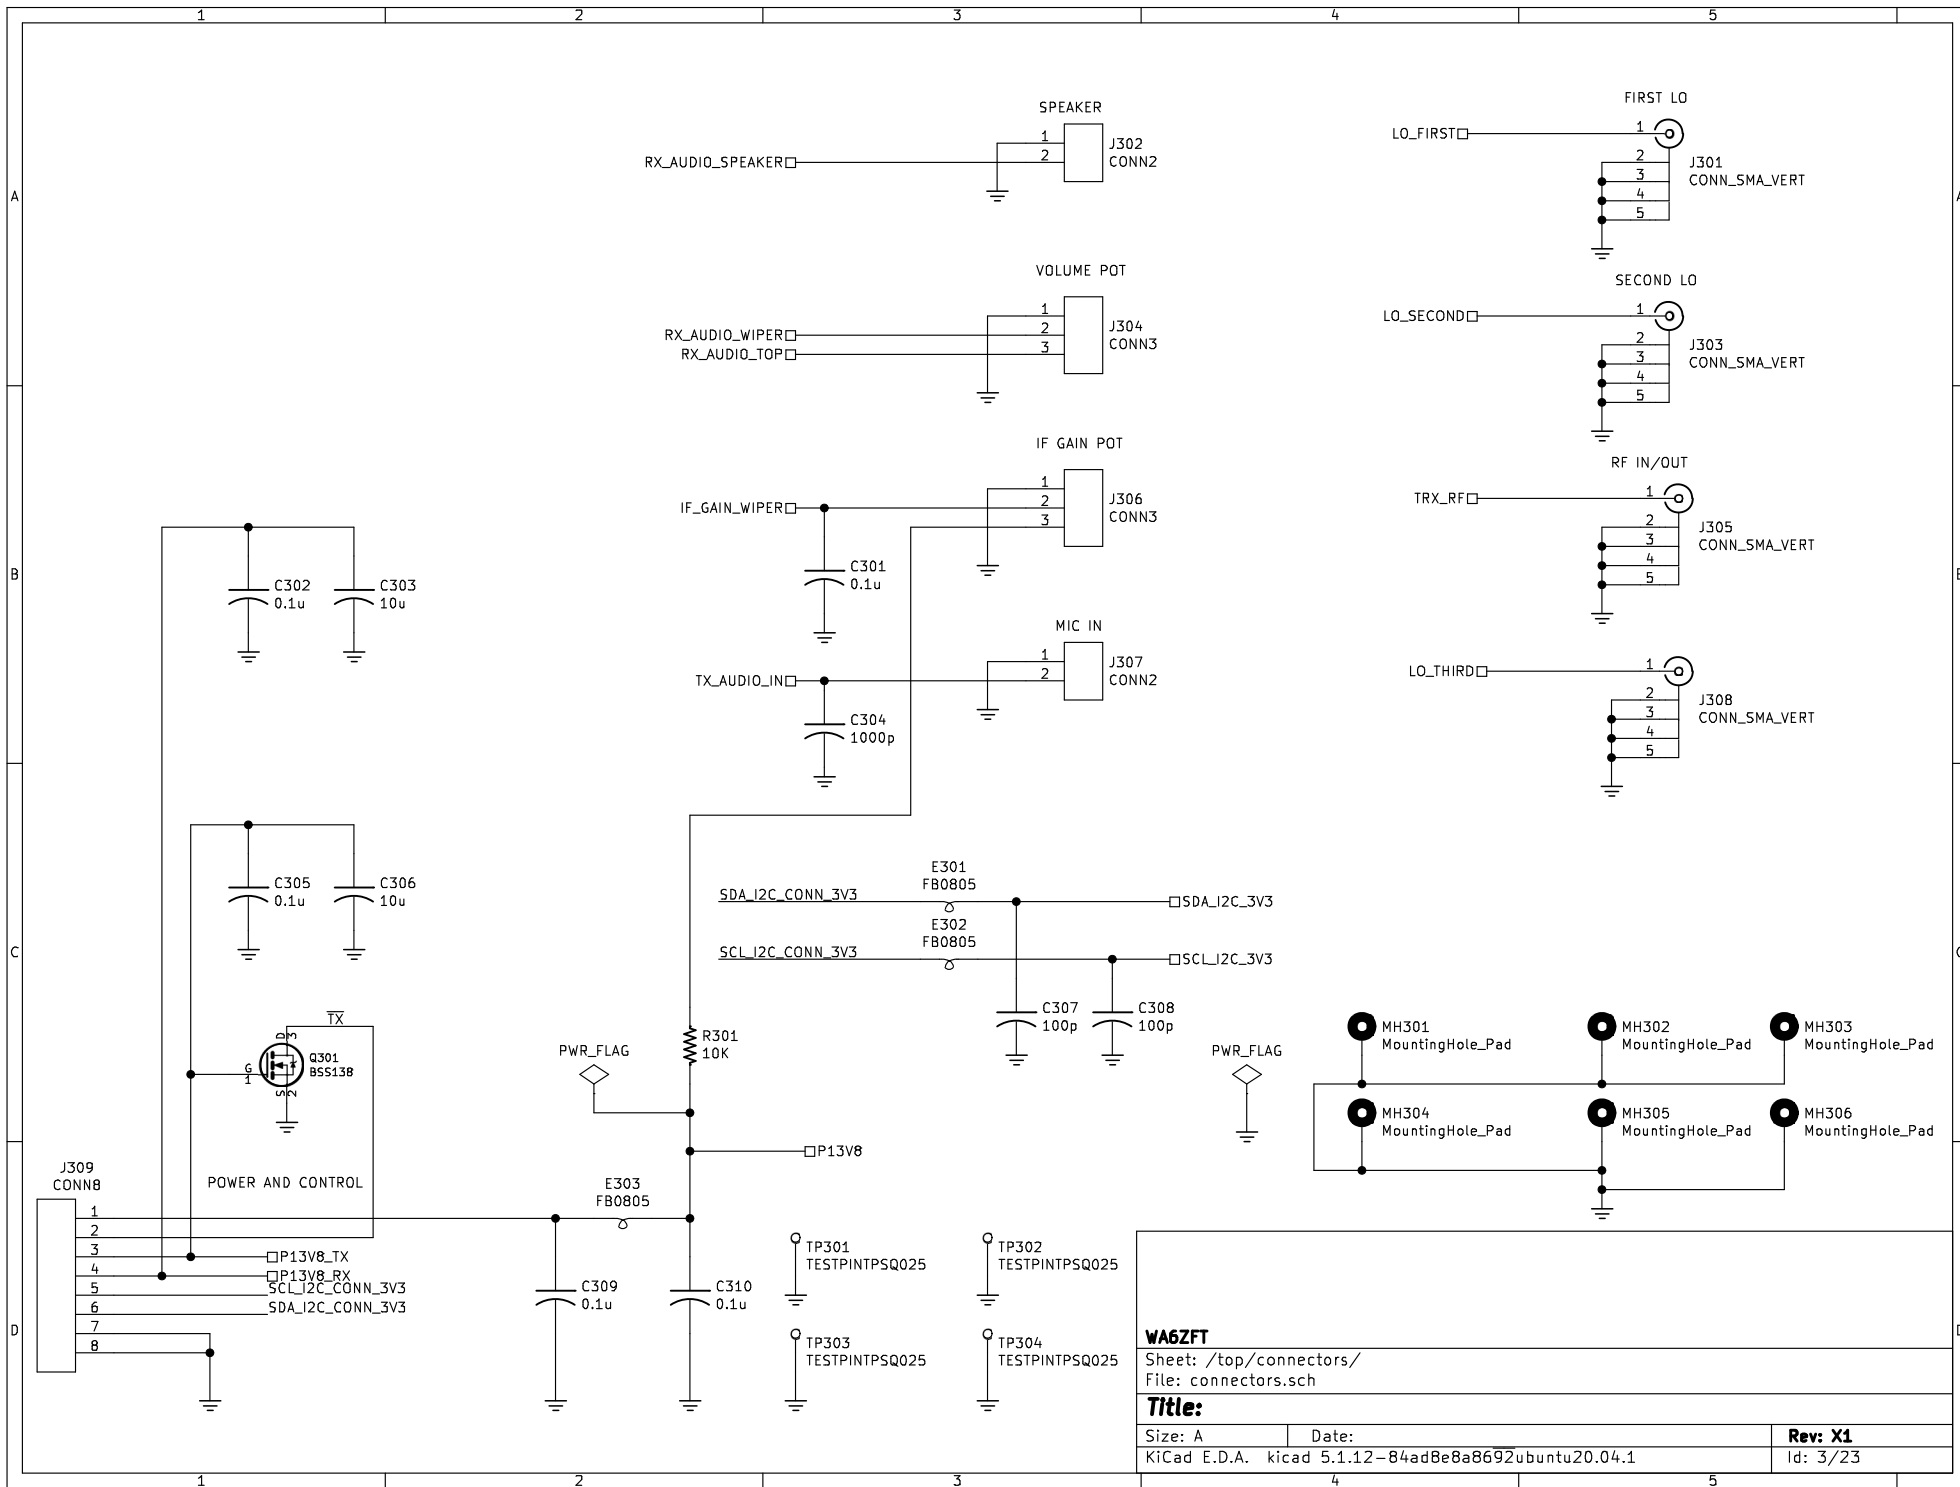 1 2 3 4 5
A
B
C
D
SPEAKER
1
2
J302
CONN2
RX_AUDIO_SPEAKER
VOLUME POT
1
2
3
J304
CONN3
RX_AUDIO_WIPER
RX_AUDIO_TOP
IF GAIN POT
1
2
3
J306
CONN3
IF_GAIN_WIPER
C301
0.1u
MIC IN
1
2
J307
CONN2
TX_AUDIO_IN
C304
1000p
FIRST LO
LO_FIRST
1
2
3
4
5
J301
CONN_SMA_VERT
SECOND LO
LO_SECOND
1
2
3
4
5
J303
CONN_SMA_VERT
RF IN/OUT
TRX_RF
1
2
3
4
5
J305
CONN_SMA_VERT
LO_THIRD
1
2
3
4
5
J308
CONN_SMA_VERT
C302
0.1u
C303
10u
C305
0.1u
C306
10u
TX
D
3
G
1
S
2
Q301
BSS138
E301
FB0805
SDA_I2C_CONN_3V3
SDA_I2C_3V3
E302
FB0805
SCL_I2C_CONN_3V3
SCL_I2C_3V3
C307
100p
C308
100p
R301
10K
PWR_FLAG
PWR_FLAG
P13V8
MH301
MountingHole_Pad
MH302
MountingHole_Pad
MH303
MountingHole_Pad
MH304
MountingHole_Pad
MH305
MountingHole_Pad
MH306
MountingHole_Pad
J309
CONN8
POWER AND CONTROL
1
2
3
4
5
6
7
8
P13V8_TX
P13V8_RX
SCL_I2C_CONN_3V3
SDA_I2C_CONN_3V3
E303
FB0805
C309
0.1u
C310
0.1u
TP301
TESTPINTPSQ025
TP302
TESTPINTPSQ025
TP303
TESTPINTPSQ025
TP304
TESTPINTPSQ025
WA6ZFT
Sheet: /top/connectors/
File: connectors.sch
Title:
Size: A Date: Rev: X1
KiCad E.D.A. kicad 5.1.12-84ad8e8a8692ubuntu20.04.1 Id: 3/23
1 2 3 4 5